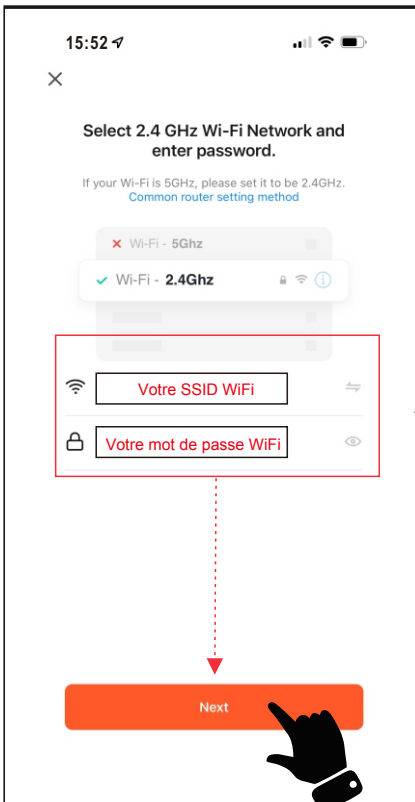 15:52
Select 2.4 GHz Wi-Fi Network and
enter password.
If your Wi-Fi is 5GHz, please set it to be 2.4GHz.
Common router setting method
Wi-Fi - 5Ghz
Wi-Fi - 2.4Ghz
Votre SSID WiFi
Votre mot de passe WiFi
Next